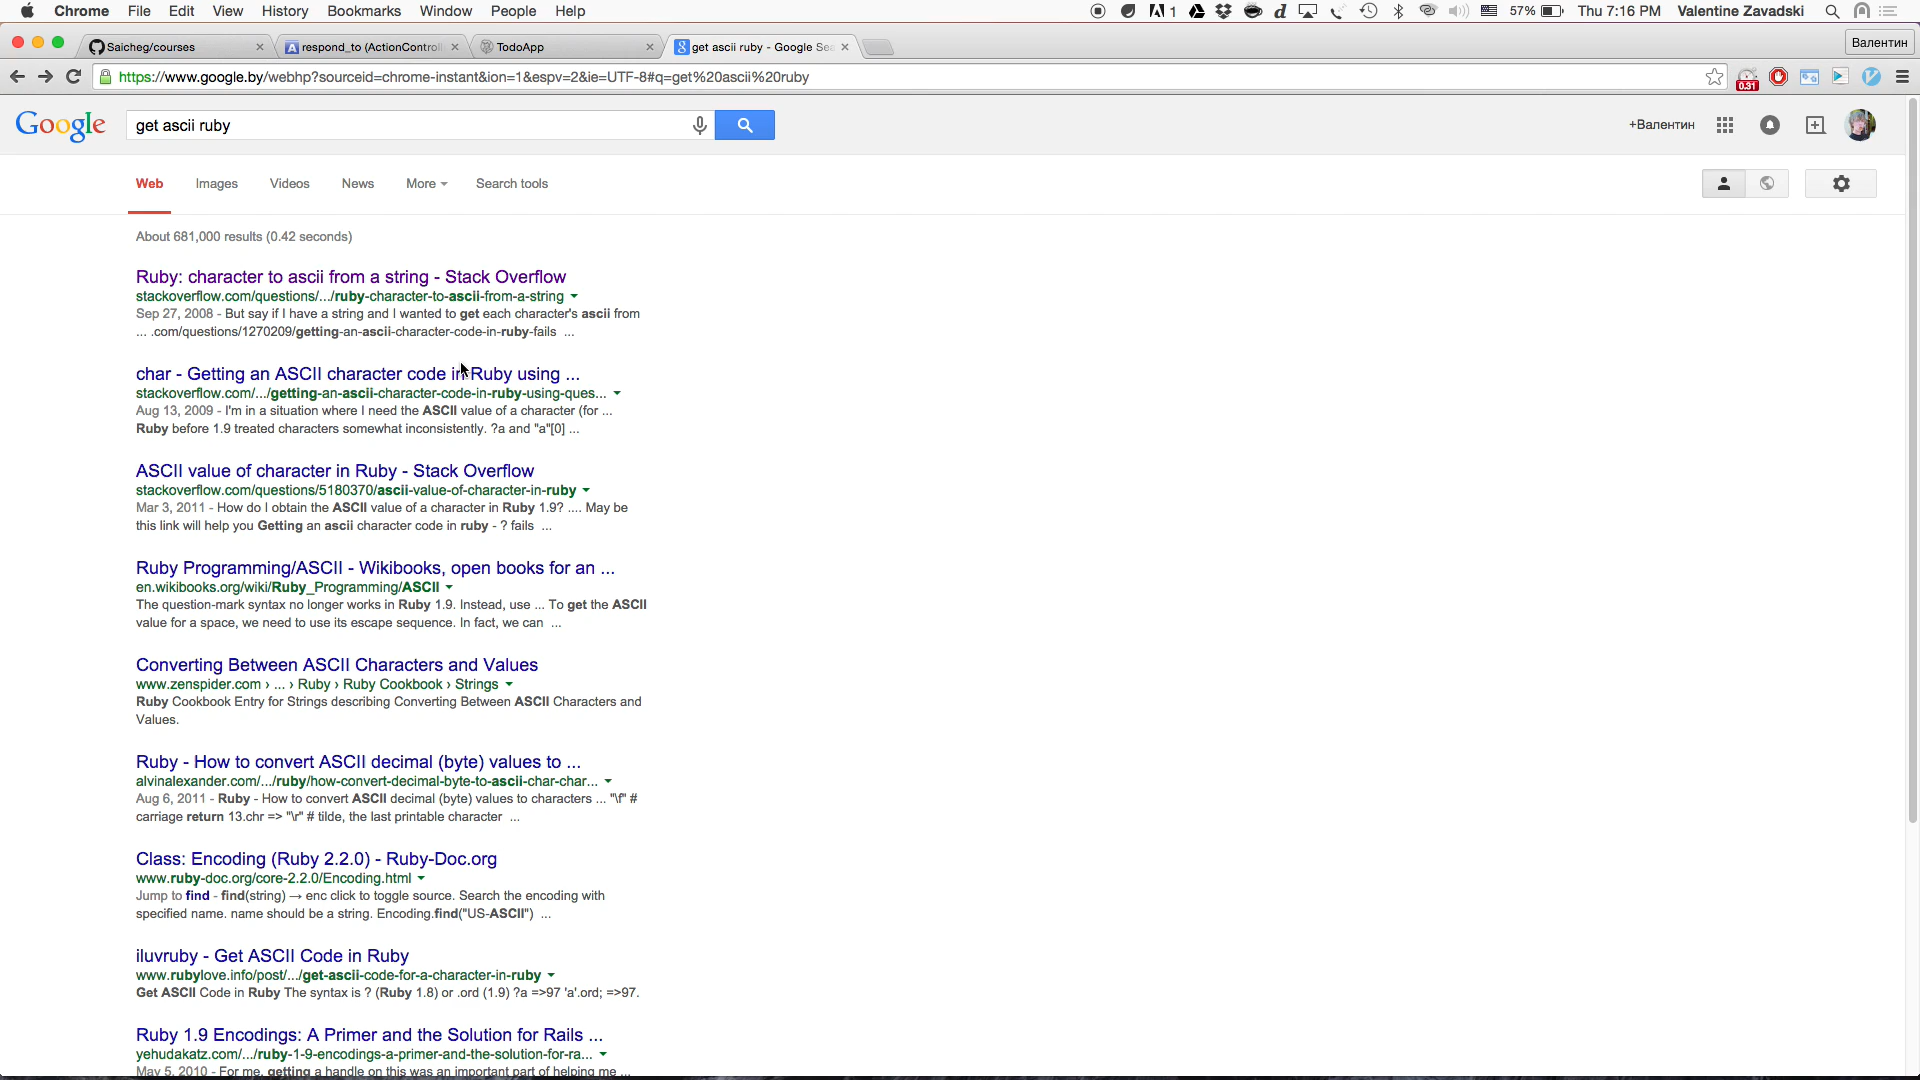 Chrome File Edit View History Bookmarks Window People Help 1 57% Thu 7:16 PM Valentine Zavadski
Saicheg/courses respond_to (ActionControll TodoApp get ascii ruby - Google Sea Валентин
https://www.google.by/webhp?sourceid=chrome-instant&ion=1&espv=2&ie=UTF-8#q=get%20ascii%20ruby 0.31
Google get ascii ruby +Валентин
Web Images Videos News More Search tools
About 681,000 results (0.42 seconds)
Ruby: character to ascii from a string - Stack Overflow
stackoverflow.com/questions/.../ruby-character-to-ascii-from-a-string
Sep 27, 2008 - But say if I have a string and I wanted to get each character's ascii from
... .com/questions/1270209/getting-an-ascii-character-code-in-ruby-fails ...
char - Getting an ASCII character code in Ruby using ...
stackoverflow.com/.../getting-an-ascii-character-code-in-ruby-using-ques...
Aug 13, 2009 - I'm in a situation where I need the ASCII value of a character (for ...
Ruby before 1.9 treated characters somewhat inconsistently. ?a and "a"[0] ...
ASCII value of character in Ruby - Stack Overflow
stackoverflow.com/questions/5180370/ascii-value-of-character-in-ruby
Mar 3, 2011 - How do I obtain the ASCII value of a character in Ruby 1.9? .... May be
this link will help you Getting an ascii character code in ruby - ? fails ...
Ruby Programming/ASCII - Wikibooks, open books for an ...
en.wikibooks.org/wiki/Ruby_Programming/ASCII
The question-mark syntax no longer works in Ruby 1.9. Instead, use ... To get the ASCII
value for a space, we need to use its escape sequence. In fact, we can ...
Converting Between ASCII Characters and Values
www.zenspider.com › ... › Ruby › Ruby Cookbook › Strings
Ruby Cookbook Entry for Strings describing Converting Between ASCII Characters and
Values.
Ruby - How to convert ASCII decimal (byte) values to ...
alvinalexander.com/.../ruby/how-convert-decimal-byte-to-ascii-char-char...
Aug 6, 2011 - Ruby - How to convert ASCII decimal (byte) values to characters ... "\f" #
carriage return 13.chr => "\r" # tilde, the last printable character ...
Class: Encoding (Ruby 2.2.0) - Ruby-Doc.org
www.ruby-doc.org/core-2.2.0/Encoding.html
Jump to find - find(string) → enc click to toggle source. Search the encoding with
specified name. name should be a string. Encoding.find("US-ASCII") ...
iluvruby - Get ASCII Code in Ruby
www.rubylove.info/post/.../get-ascii-code-for-a-character-in-ruby
Get ASCII Code in Ruby The syntax is ? (Ruby 1.8) or .ord (1.9) ?a =>97 'a'.ord; =>97.
Ruby 1.9 Encodings: A Primer and the Solution for Rails ...
yehudakatz.com/.../ruby-1-9-encodings-a-primer-and-the-solution-for-ra...
May 5, 2010 - For me, getting a handle on this was an important part of helping me ...